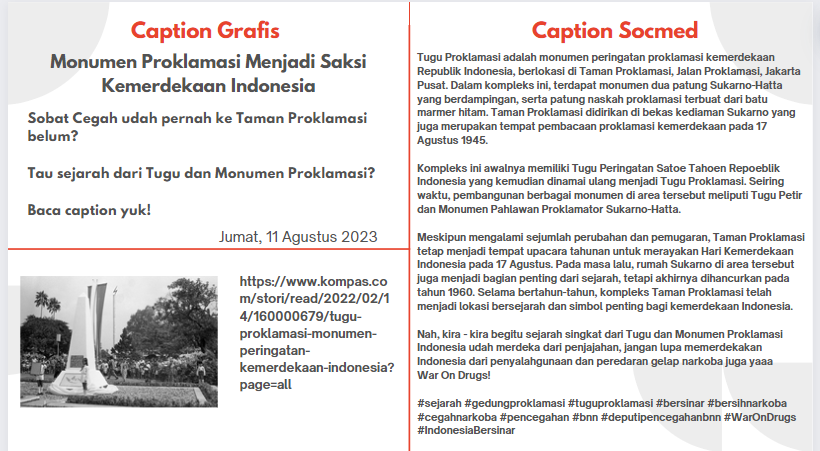 Caption Grafis
Monumen Proklamasi Menjadi Saksi
Kemerdekaan Indonesia
Sobat Cegah udah pernah ke Taman Proklamasi
belum?
Tau sejarah dari Tugu dan Monumen Proklamasi?
Baca caption yuk!
Jumat, 11 Agustus 2023
https://www.kompas.co
m/stori/read/2022/02/1
4/160000679/tugu-
proklamasi-monumen-
peringatan-
kemerdekaan-indonesia?
page=all
Caption Socmed
Tugu Proklamasi adalah monumen peringatan proklamasi kemerdekaan
Republik Indonesia, berlokasi di Taman Proklamasi, Jalan Proklamasi, Jakarta
Pusat. Dalam kompleks ini, terdapat monumen dua patung Sukarno-Hatta
yang berdampingan, serta patung naskah proklamasi terbuat dari batu
marmer hitam. Taman Proklamasi didirikan di bekas kediaman Sukarno yang
juga merupakan tempat pembacaan proklamasi kemerdekaan pada 17
Agustus 1945.
Kompleks ini awalnya memiliki Tugu Peringatan Satoe Tahoen Repoeblik
Indonesia yang kemudian dinamai ulang menjadi Tugu Proklamasi. Seiring
waktu, pembangunan berbagai monumen di area tersebut meliputi Tugu Petir
dan Monumen Pahlawan Proklamator Sukarno-Hatta.
Meskipun mengalami sejumlah perubahan dan pemugaran, Taman Proklamasi
tetap menjadi tempat upacara tahunan untuk merayakan Hari Kemerdekaan
Indonesia pada 17 Agustus. Pada masa lalu, rumah Sukarno di area tersebut
juga menjadi bagian penting dari sejarah, tetapi akhirnya dihancurkan pada
tahun 1960. Selama bertahun-tahun, kompleks Taman Proklamasi telah
menjadi lokasi bersejarah dan simbol penting bagi kemerdekaan Indonesia.
Nah, kira - kira begitu sejarah singkat dari Tugu dan Monumen Proklamasi
Indonesia udah merdeka dari penjajahan, jangan lupa memerdekakan
Indonesia dari penyalahgunaan dan peredaran gelap narkoba juga yaaa
War On Drugs!
#sejarah #gedungproklamasi #tuguproklamasi #bersinar #bersihnarkoba
#cegahnarkoba #pencegahan #bnn #deputipencegahanbnn #WarOnDrugs
#IndonesiaBersinar